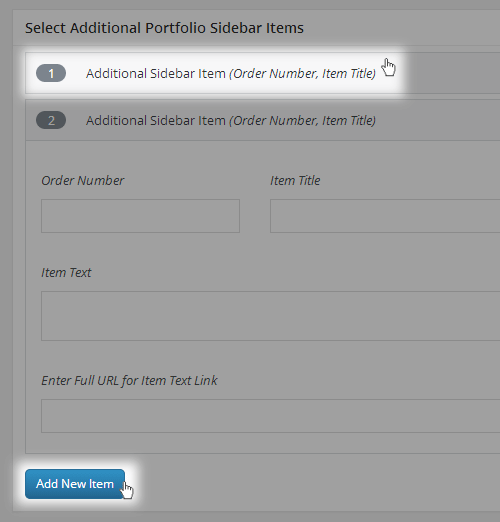 Select Additional Portfolio Sidebar Items
1 Additional Sidebar Item (Order Number, Item Title)
2 Additional Sidebar Item (Order Number, Item Title)
Order Number Item Title
Item Text
Enter Full URL for Item Text Link
Add New Item